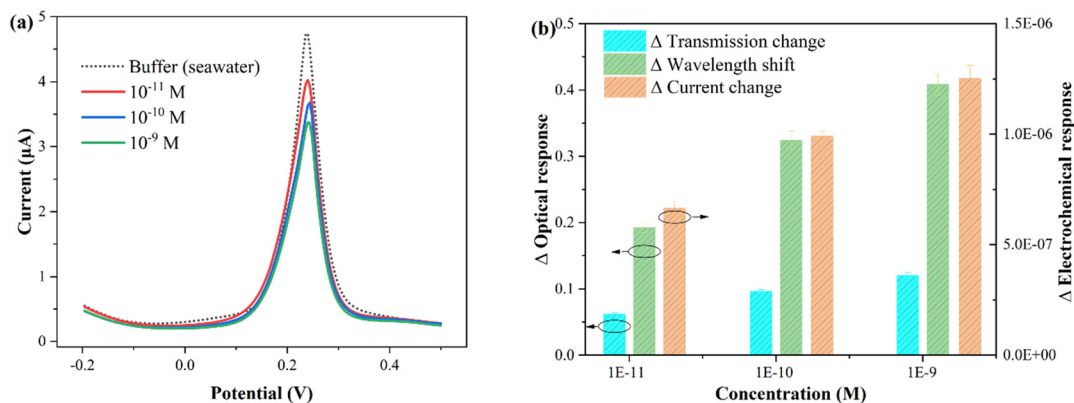 (a)
Current (μA)
5
4
3
2
1
0
Buffer (seawater)
10⁻¹¹ M
10⁻¹⁰ M
10⁻⁹ M
-0.2
0.0
0.2
0.4
Potential (V)
(b)
Δ Optical response
0.5
0.4
0.3
0.2
0.1
0.0
Δ Transmission change
Δ Wavelength shift
Δ Current change
1.5E-06
1.0E-06
5.0E-07
0.0E+00
Δ Electrochemical response
1E-11
1E-10
1E-9
Concentration (M)